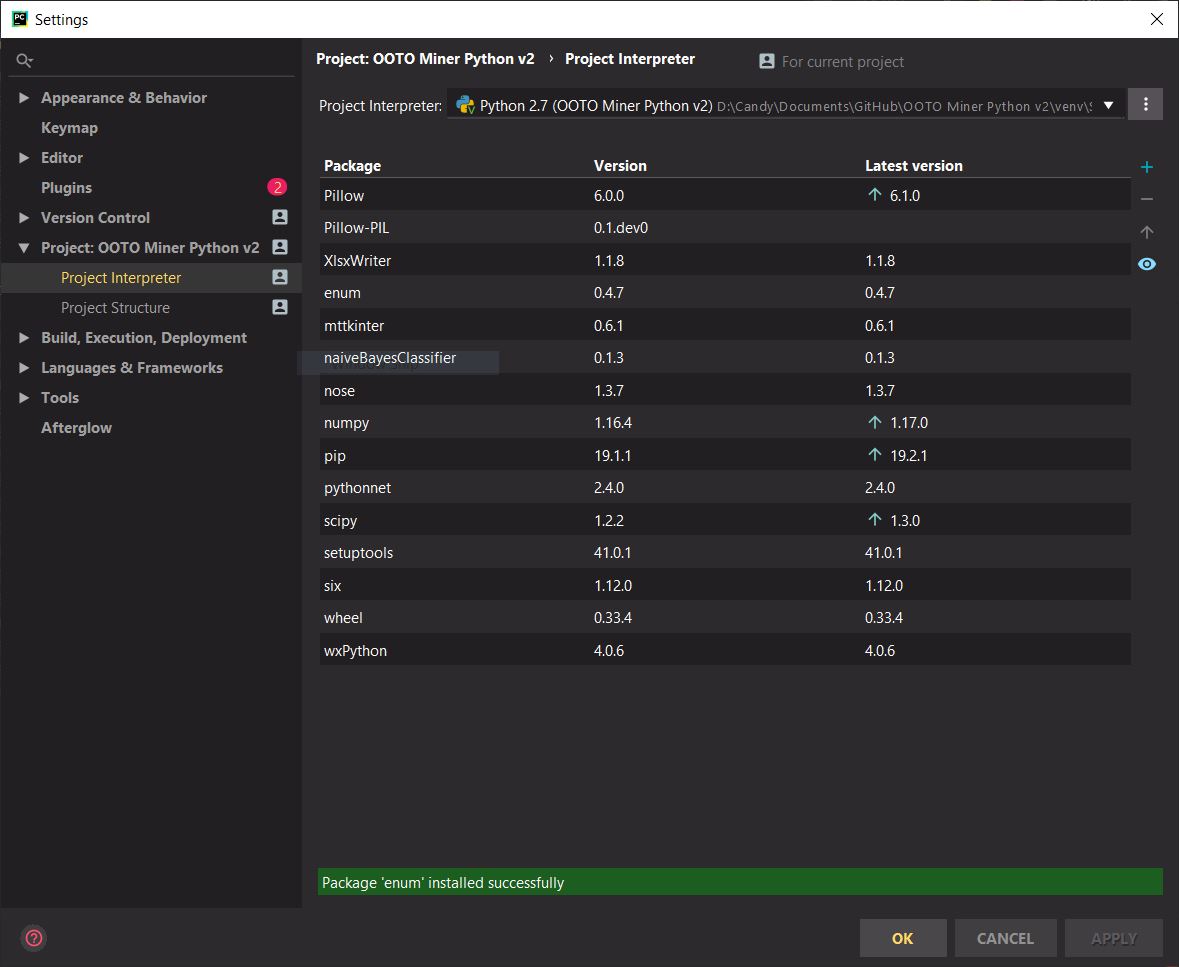 PC Settings
Project: OOTO Miner Python v2 › Project Interpreter For current project
Appearance & Behavior
Keymap
Editor
Plugins 2
Version Control
Project: OOTO Miner Python v2
Project Interpreter
Project Structure
Build, Execution, Deployment
Languages & Frameworks
Tools
Afterglow
Project Interpreter: Python 2.7 (OOTO Miner Python v2) D:\Candy\Documents\GitHub\OOTO Miner Python v2\venv\
Package Version Latest version
Pillow 6.0.0 6.1.0
Pillow-PIL 0.1.dev0
XlsxWriter 1.1.8 1.1.8
enum 0.4.7 0.4.7
mttkinter 0.6.1 0.6.1
naiveBayesClassifier 0.1.3 0.1.3
nose 1.3.7 1.3.7
numpy 1.16.4 1.17.0
pip 19.1.1 19.2.1
pythonnet 2.4.0 2.4.0
scipy 1.2.2 1.3.0
setuptools 41.0.1 41.0.1
six 1.12.0 1.12.0
wheel 0.33.4 0.33.4
wxPython 4.0.6 4.0.6
Package 'enum' installed successfully
OK CANCEL APPLY